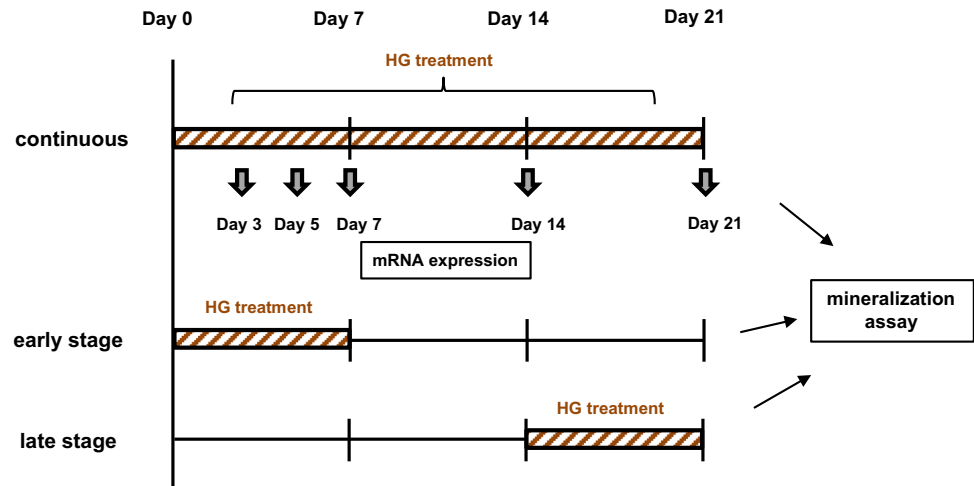 Day 0 Day 7 Day 14 Day 21
HG treatment
continuous
Day 3 Day 5 Day 7 Day 14 Day 21
mRNA expression
HG treatment
early stage
mineralization
assay
HG treatment
late stage